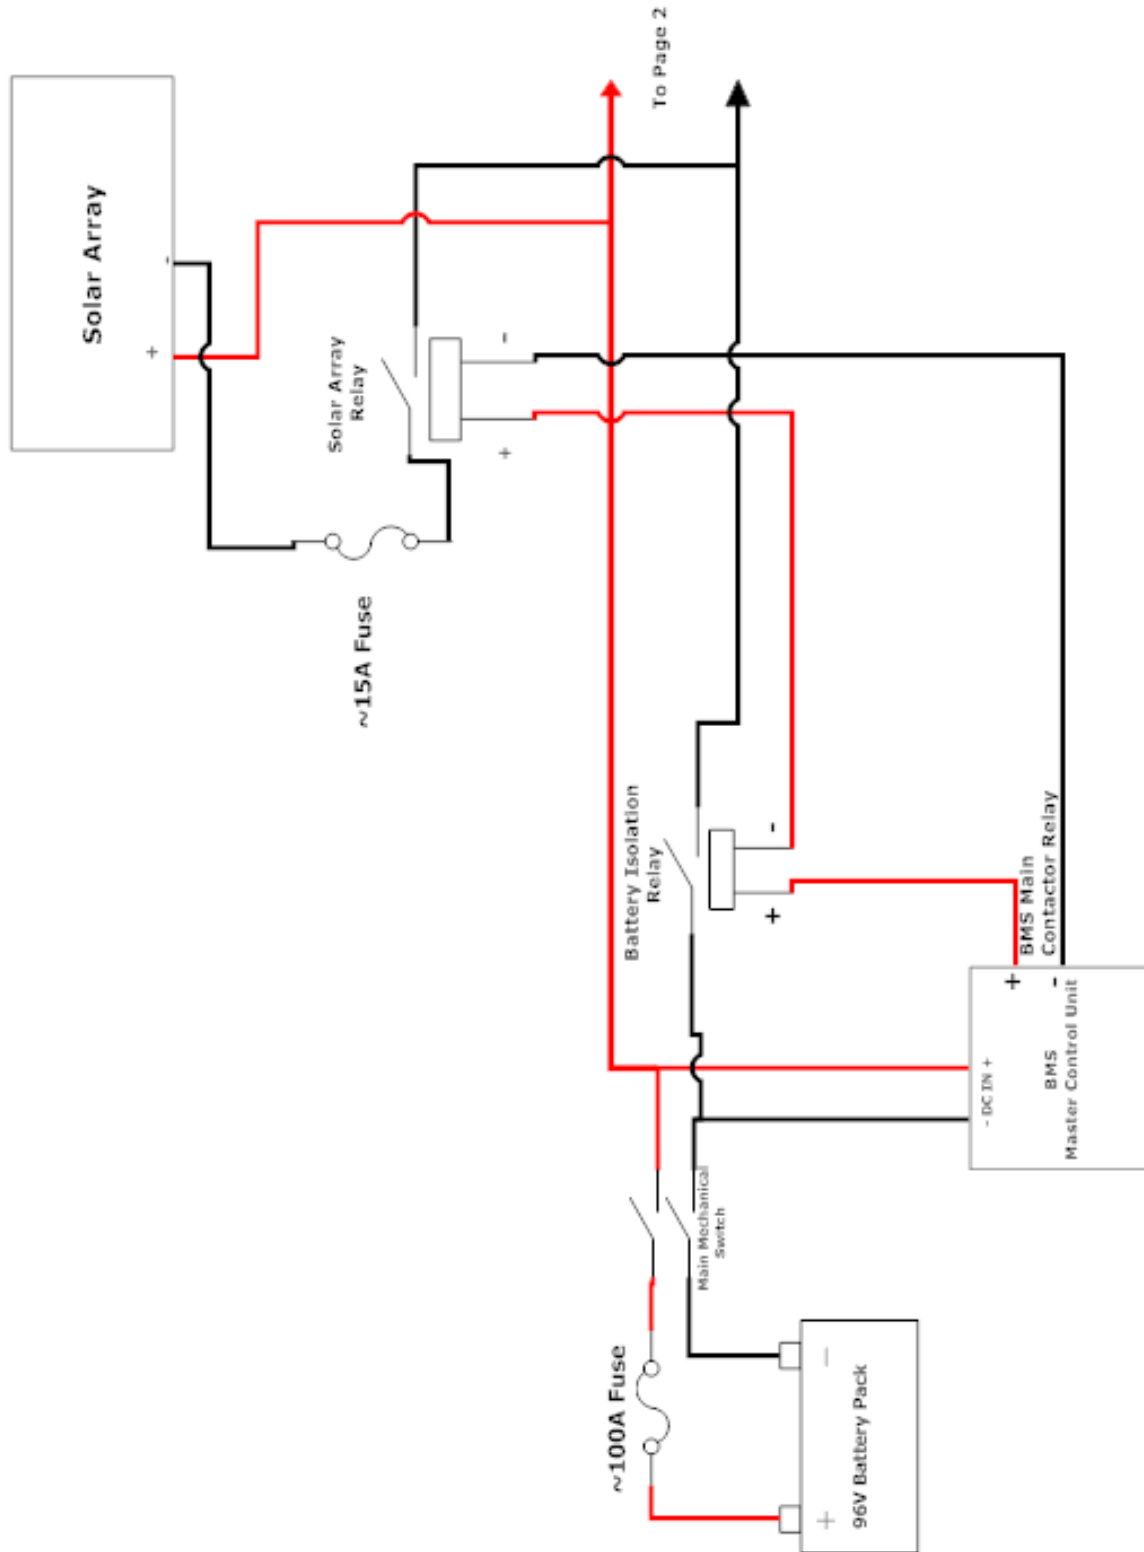 Solar Array
-
+
To Page 2
Solar Array
Relay
-
+
~15A Fuse
Battery Isolation
Relay
-
+
BMS Main
Contactor Relay
+
-
- DC IN +
BMS
Master Control Unit
Main Mechanical
Switch
~100A Fuse
+
-
96V Battery Pack